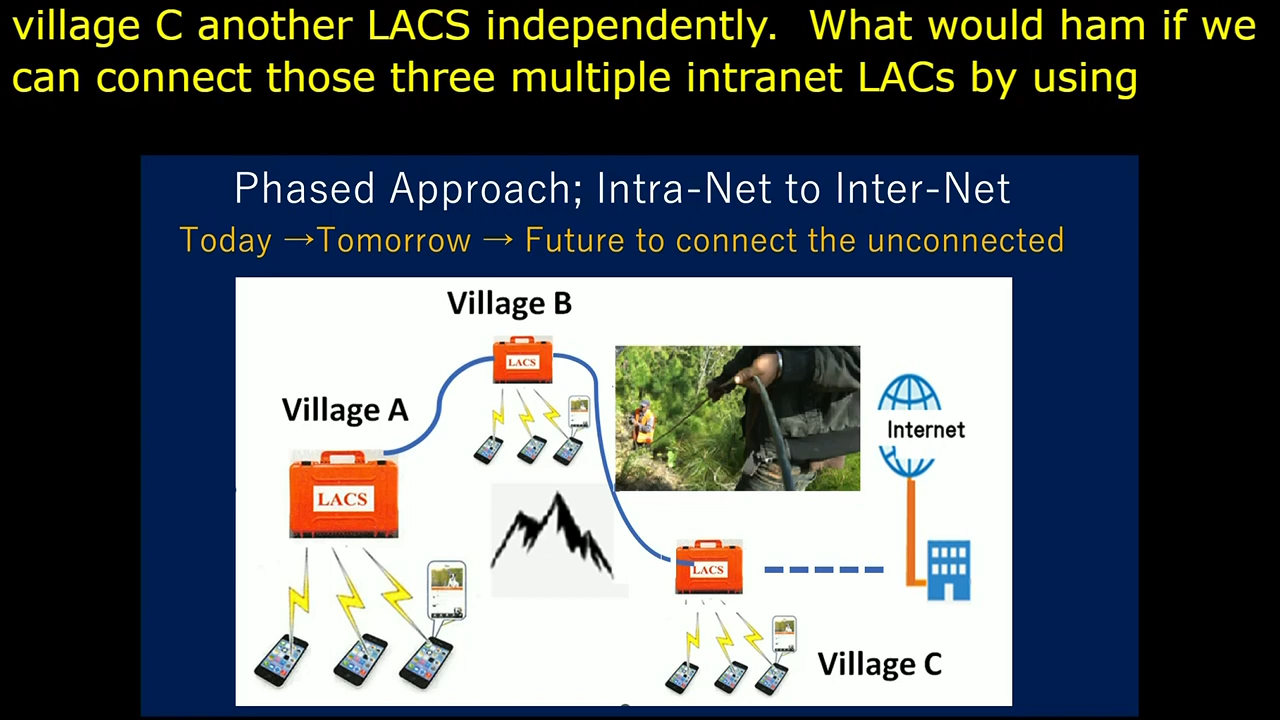 village C another LACS independently.  What would ham if we
can connect those three multiple intranet LACs by using
Phased Approach; Intra-Net to Inter-Net
Today →Tomorrow → Future to connect the unconnected
Village B
LACS
Village A
Internet
LACS
LACS
Village C